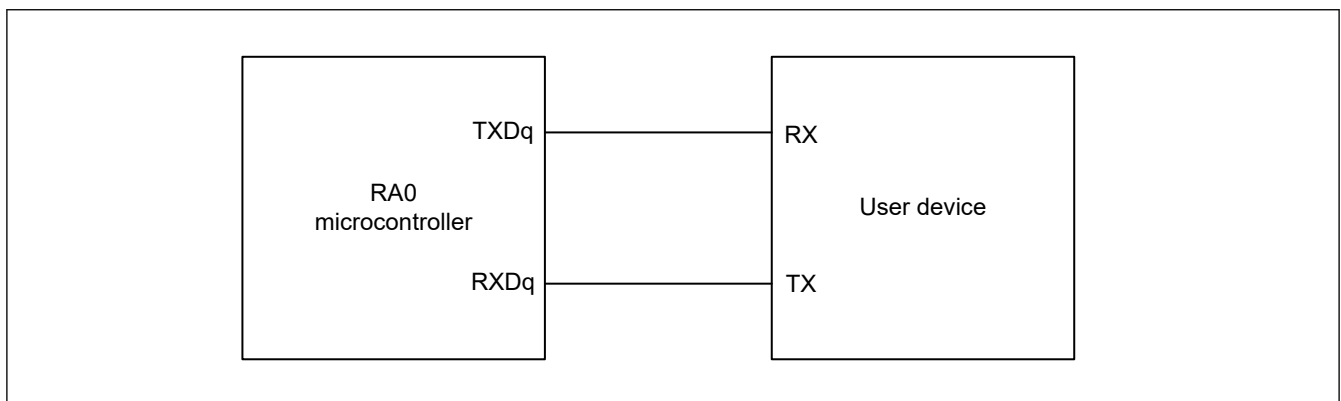 TXDq
RX
RA0
microcontroller
User device
RXDq
TX